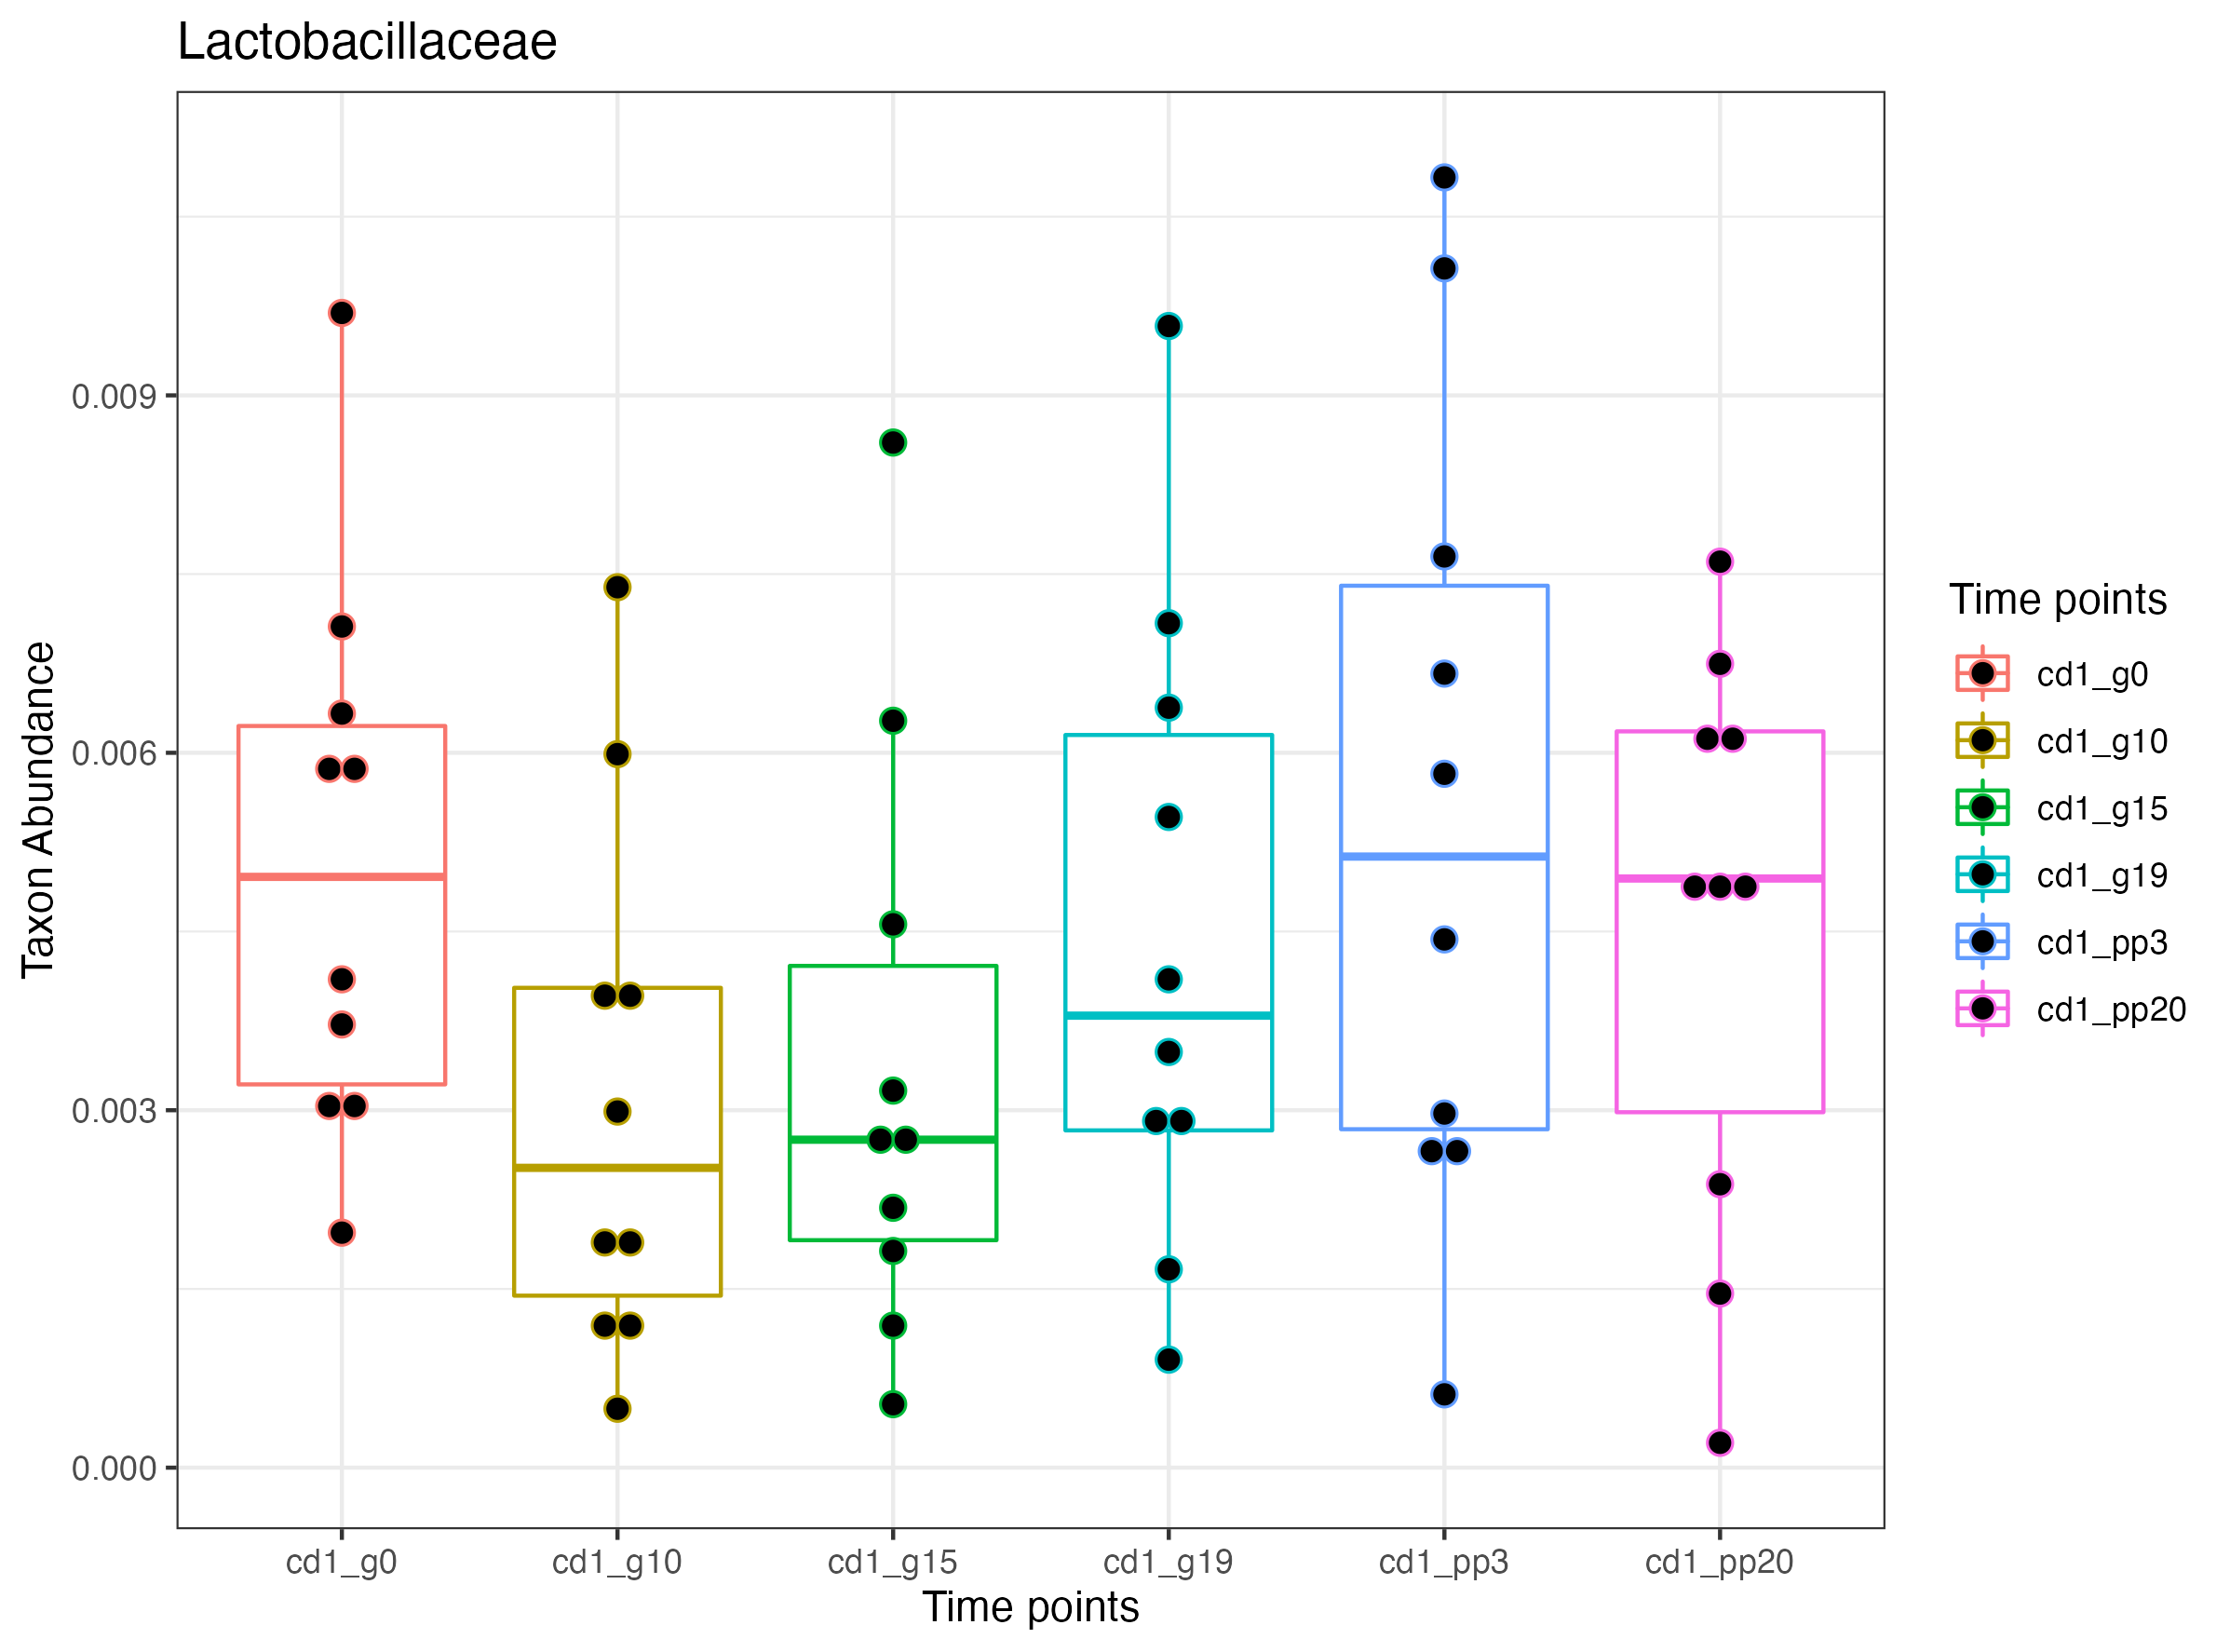 Lactobacillaceae
Taxon Abundance
0.009
0.006
0.003
0.000
cd1_g0 cd1_g10 cd1_g15 cd1_g19 cd1_pp3 cd1_pp20
Time points
Time points
cd1_g0
cd1_g10
cd1_g15
cd1_g19
cd1_pp3
cd1_pp20